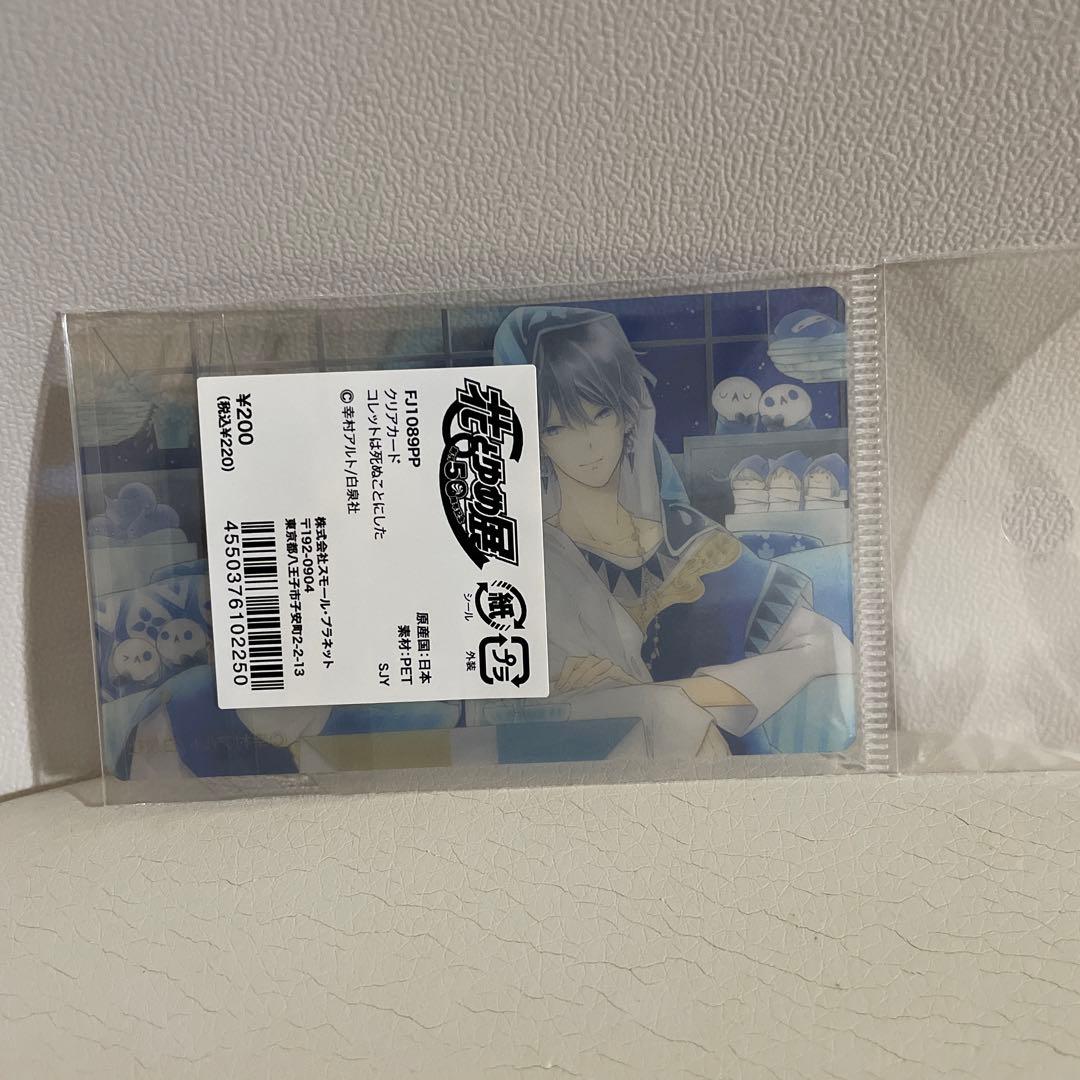 花とゆめ展
FJ1089PP
クリアカード
コレットは死ぬことにした
©幸村アルト/白泉社
¥200
(税込¥220)
紙
シール
プラ
外装
原産国:日本
素材:PET
SJY
株式会社スモール・プラネット
〒192-0904
東京都八王子市子安町2-2-13
4550376102250